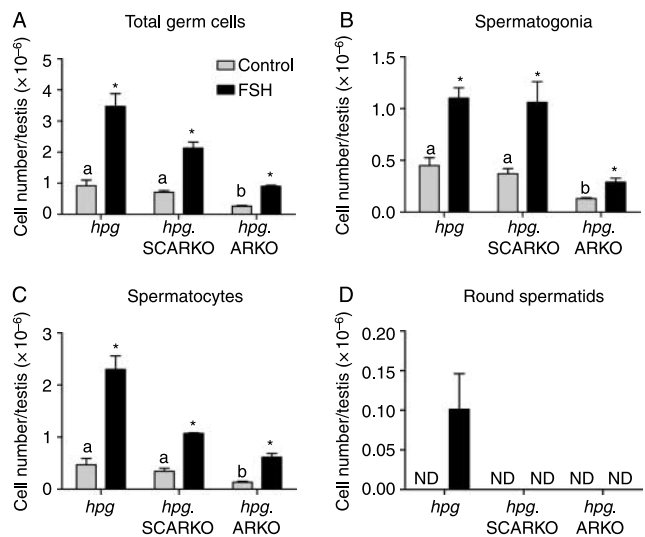 A
Total germ cells
Cell number/testis (×10⁻⁶)
5
4
3
2
1
0
Control
FSH
a
*
a
*
b
*
hpg
hpg.
SCARKO
hpg.
ARKO
B
Spermatogonia
Cell number/testis (×10⁻⁶)
1.5
1.0
0.5
0.0
a
*
a
*
b
*
hpg
hpg.
SCARKO
hpg.
ARKO
C
Spermatocytes
Cell number/testis (×10⁻⁶)
3
2
1
0
a
*
a
*
b
*
hpg
hpg.
SCARKO
hpg.
ARKO
D
Round spermatids
Cell number/testis (×10⁻⁶)
0.20
0.15
0.10
0.05
0.00
ND
ND
ND
ND
ND
hpg
hpg.
SCARKO
hpg.
ARKO